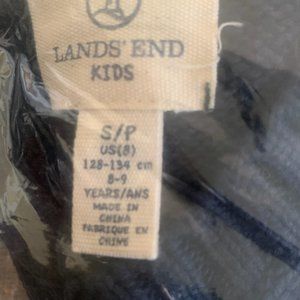 LANDS' END
KIDS
S/P
US(8)
128-134 cm
8-9
YEARS/ANS
MADE IN
CHINA
FABRIQUE EN
CHINE